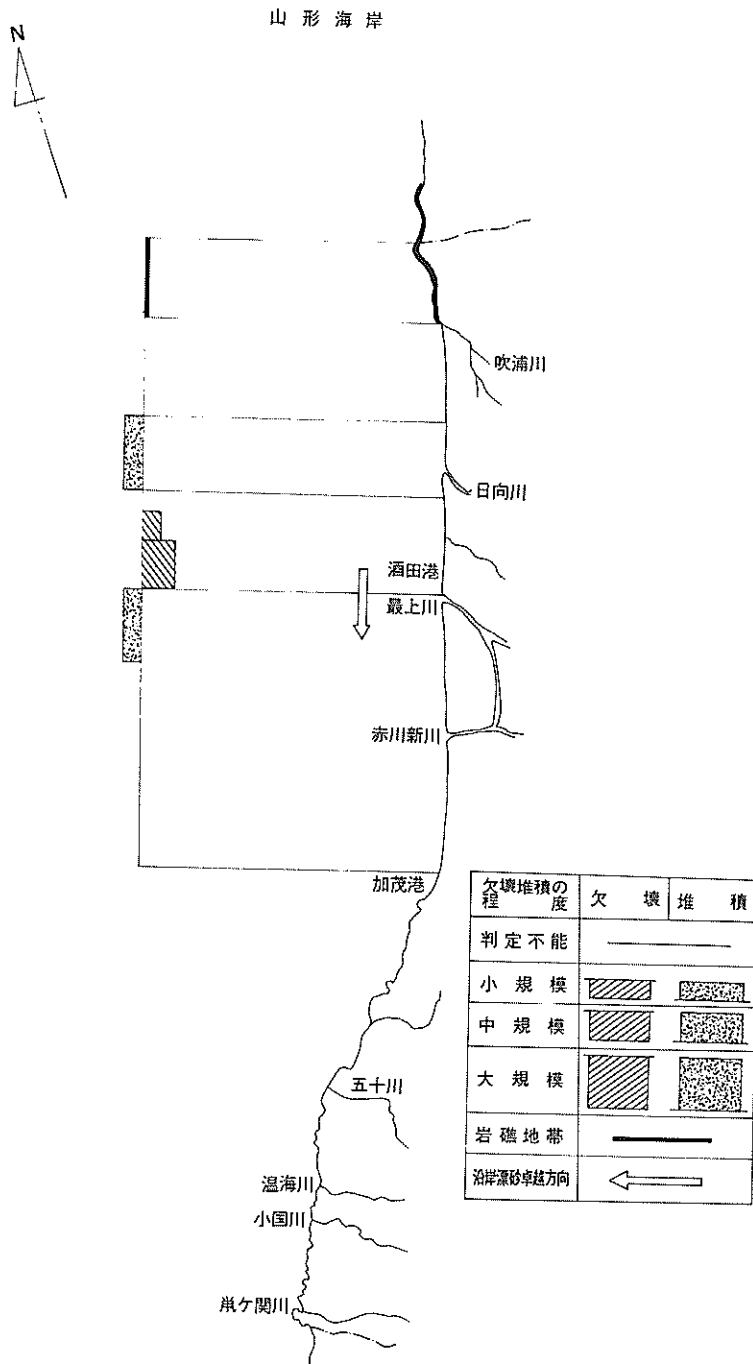 山形海岸
N
吹浦川
日向川
酒田港
最上川
赤川新川
加茂港
五十川
温海川
小国川
鼡ケ関川
欠壊堆積の程度 欠壊 堆積
判定不能
小規模
中規模
大規模
岩礁地帯
沿岸漂砂卓越方向